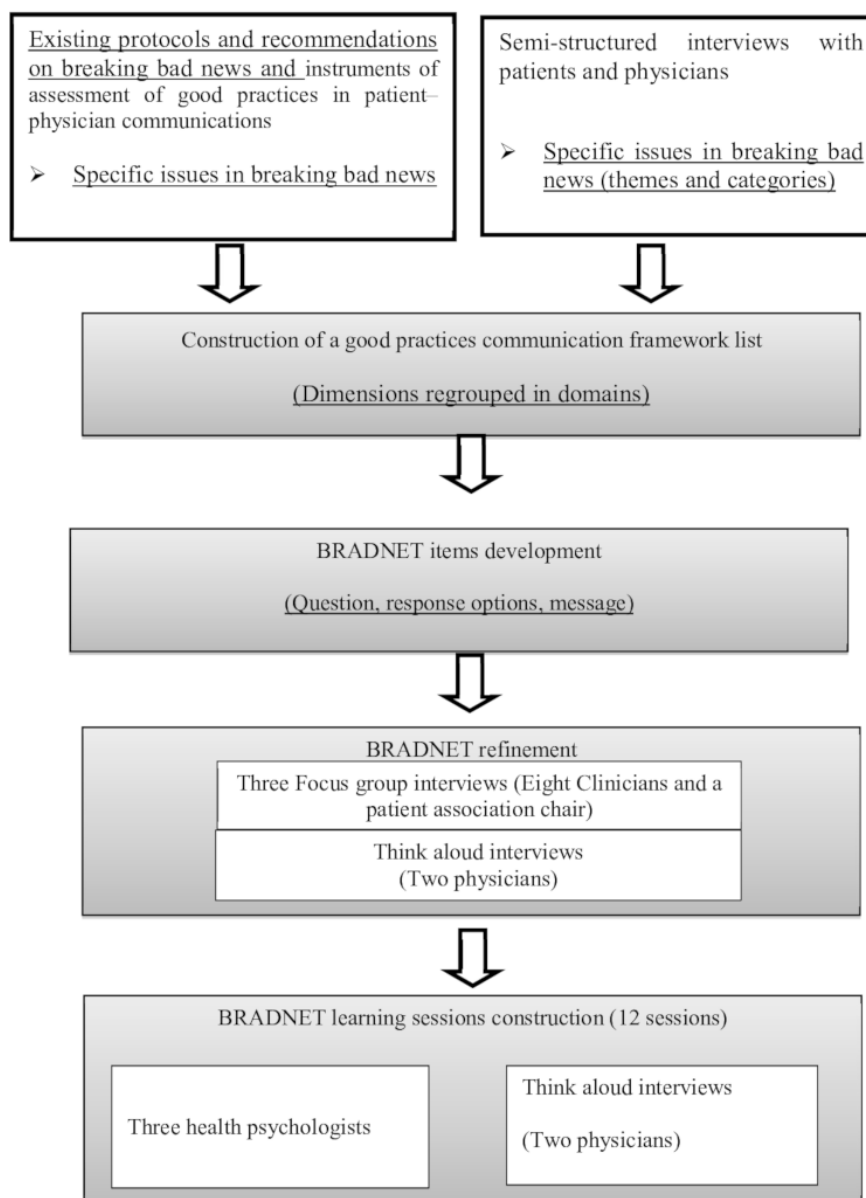 Existing protocols and recommendations
on breaking bad news and instruments of
assessment of good practices in patient–
physician communications
➢ Specific issues in breaking bad news
Semi-structured interviews with
patients and physicians
➢ Specific issues in breaking bad
news (themes and categories)
Construction of a good practices communication framework list
(Dimensions regrouped in domains)
BRADNET items development
(Question, response options, message)
BRADNET refinement
Three Focus group interviews (Eight Clinicians and a
patient association chair)
Think aloud interviews
(Two physicians)
BRADNET learning sessions construction (12 sessions)
Three health psychologists
Think aloud interviews
(Two physicians)